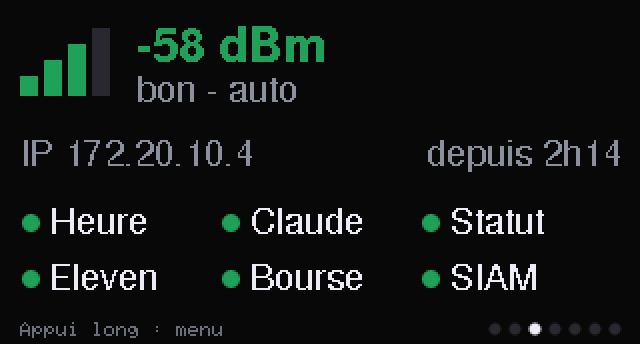 -58 dBm
bon - auto
IP 172.20.10.4 depuis 2h14
Heure Claude Statut
Eleven Bourse SIAM
Appui long : menu